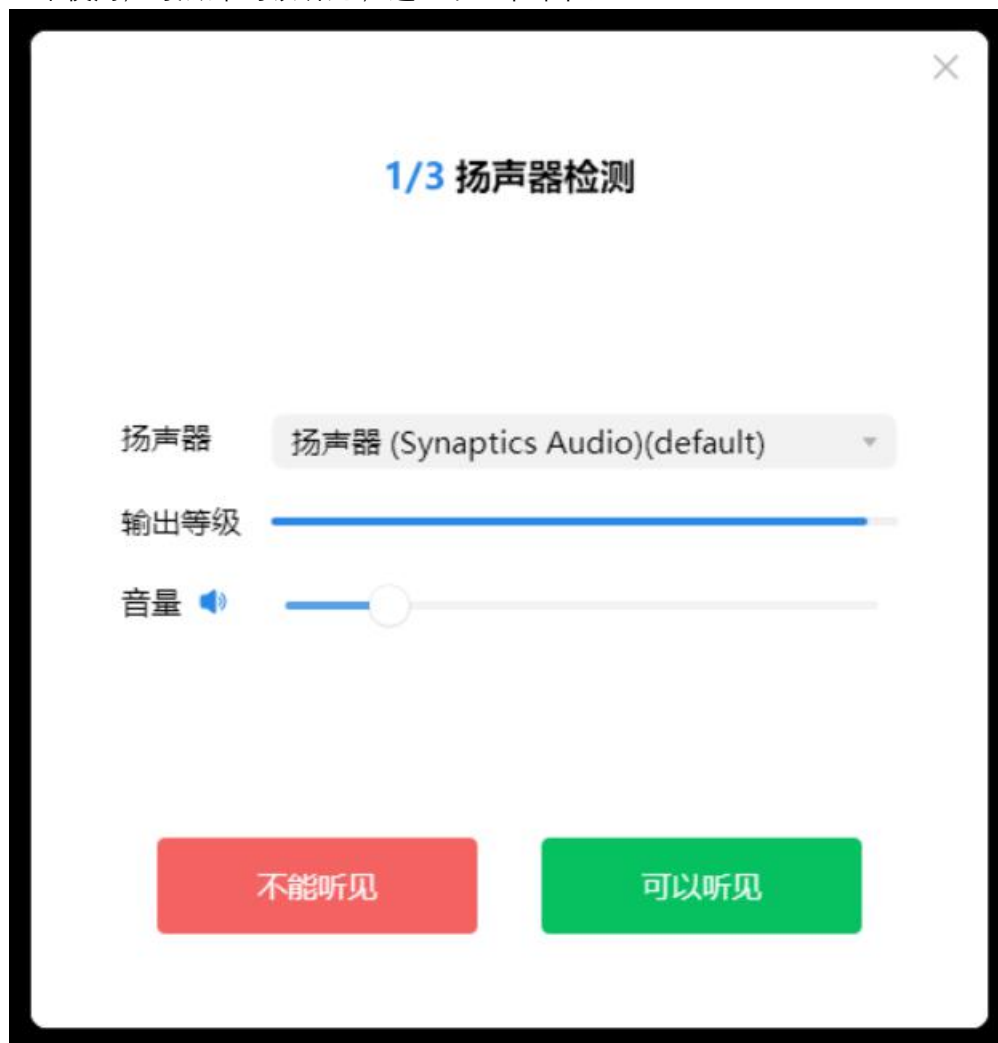 1/3 扬声器检测
扬声器 扬声器 (Synaptics Audio)(default)
输出等级
音量
不能听见 可以听见